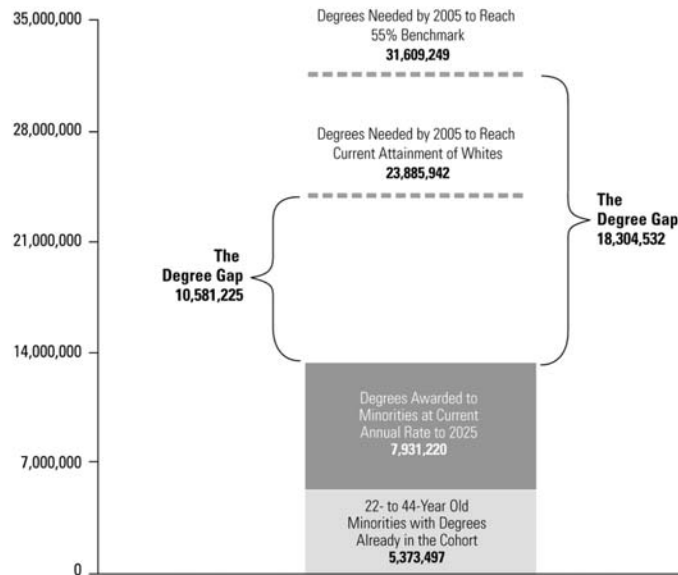 35,000,000
Degrees Needed by 2005 to Reach
55% Benchmark
31,609,249
28,000,000
Degrees Needed by 2005 to Reach
Current Attainment of Whites
23,885,942
The
Degree Gap
18,304,532
21,000,000
The
Degree Gap
10,581,225
14,000,000
Degrees Awarded to
Minorities at Current
Annual Rate to 2025
7,931,220
7,000,000
22- to 44-Year Old
Minorities with Degrees
Already in the Cohort
5,373,497
0